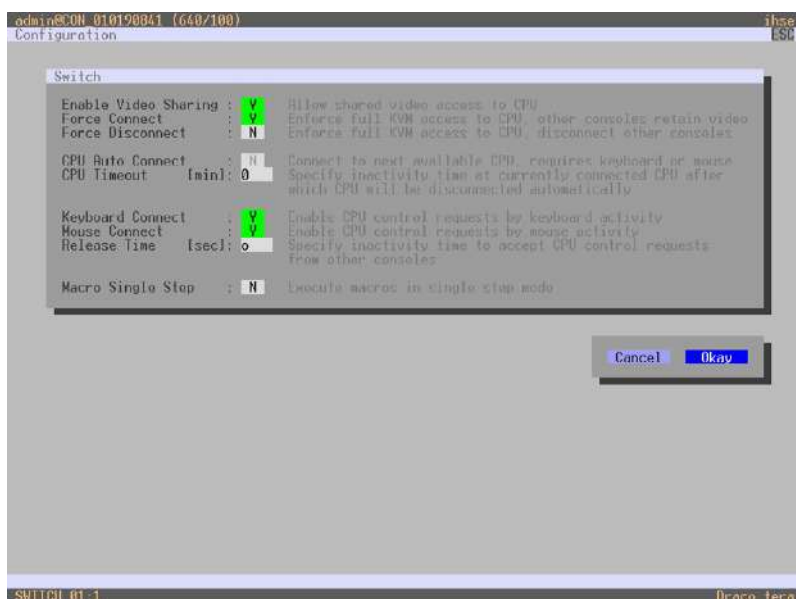 admin@CON_010190841 (640/100) ihse
Configuration ESC
Switch
Enable Video Sharing : Y Allow shared video access to CPU
Force Connect : Y Enforce full KVM access to CPU, other consoles retain video
Force Disconnect : N Enforce full KVM access to CPU, disconnect other consoles
CPU Auto Connect : N Connect to next available CPU, requires keyboard or mouse
CPU Timeout [min]: 0 Specify inactivity time at currently connected CPU after
which CPU will be disconnected automatically
Keyboard Connect : Y Enable CPU control requests by keyboard activity
Mouse Connect : Y Enable CPU control requests by mouse activity
Release Time [sec]: o Specify inactivity time to accept CPU control requests
from other consoles
Macro Single Step : N Execute macros in single step mode
Cancel Okay
SWITCH_01:1 Draco tera